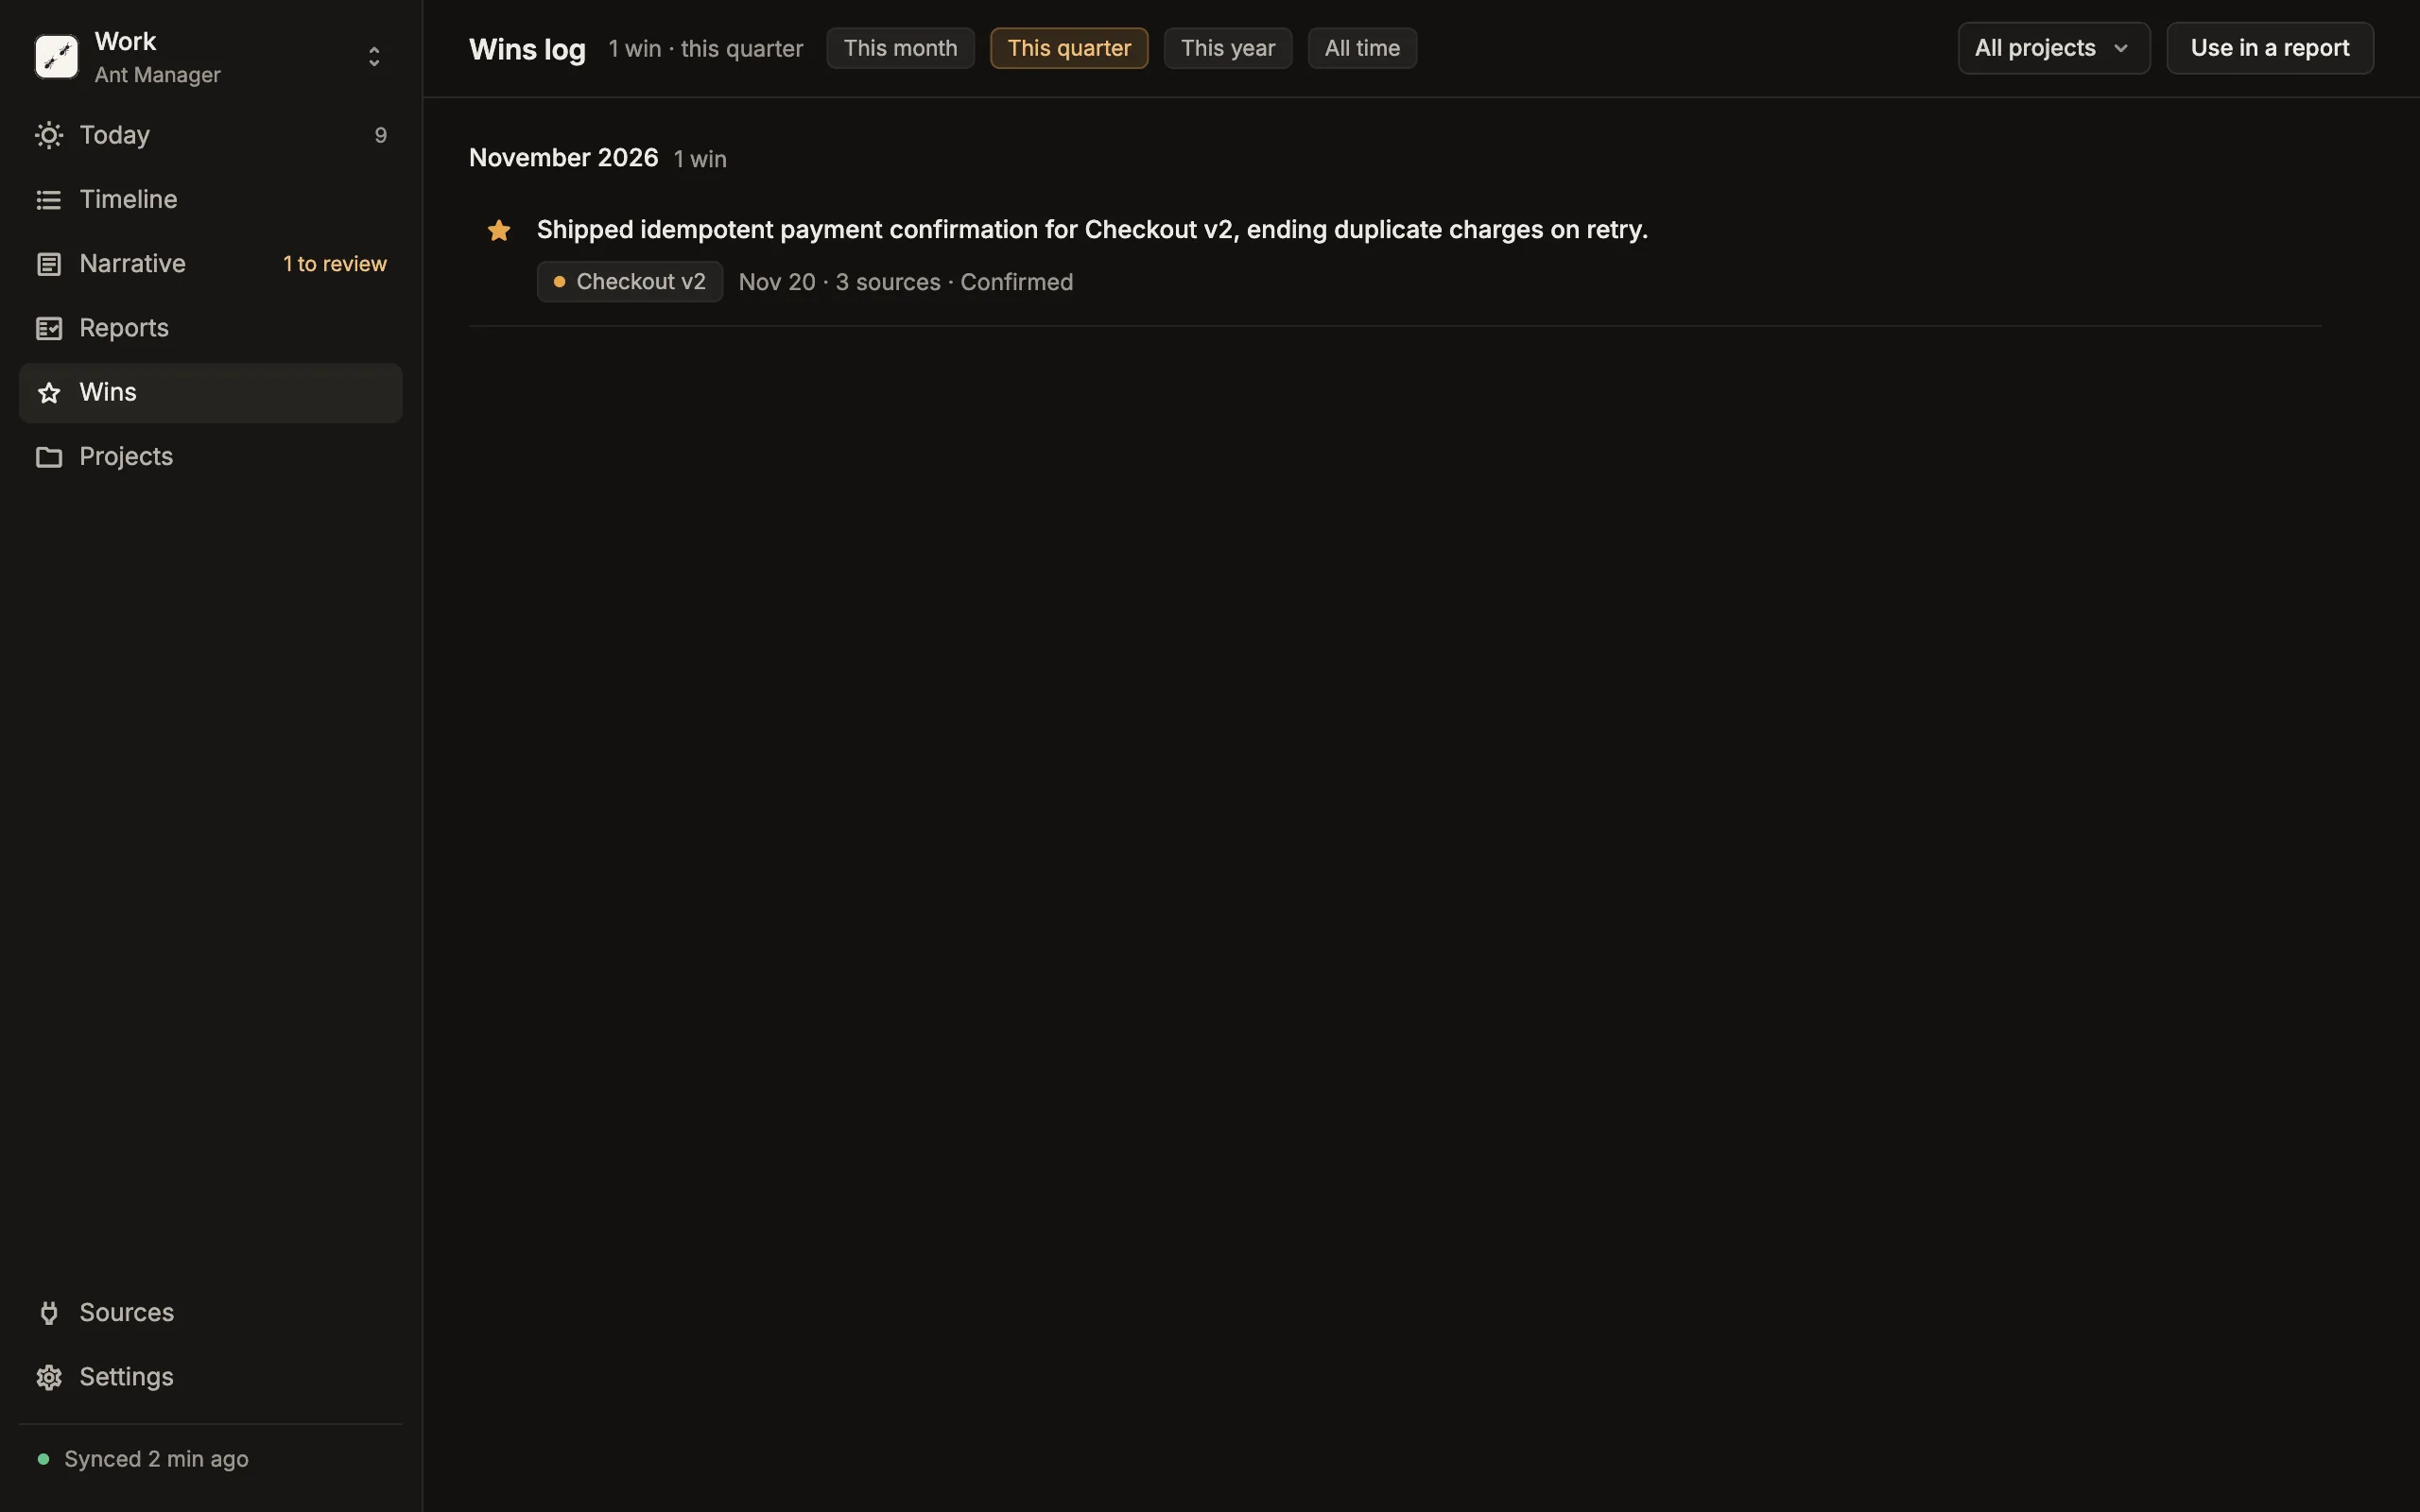 Work
Ant Manager
Today 9
Timeline
Narrative 1 to review
Reports
Wins
Projects
Sources
Settings
Synced 2 min ago
Wins log 1 win · this quarter This month This quarter This year All time All projects Use in a report
November 2026 1 win
Shipped idempotent payment confirmation for Checkout v2, ending duplicate charges on retry.
Checkout v2 Nov 20 · 3 sources · Confirmed